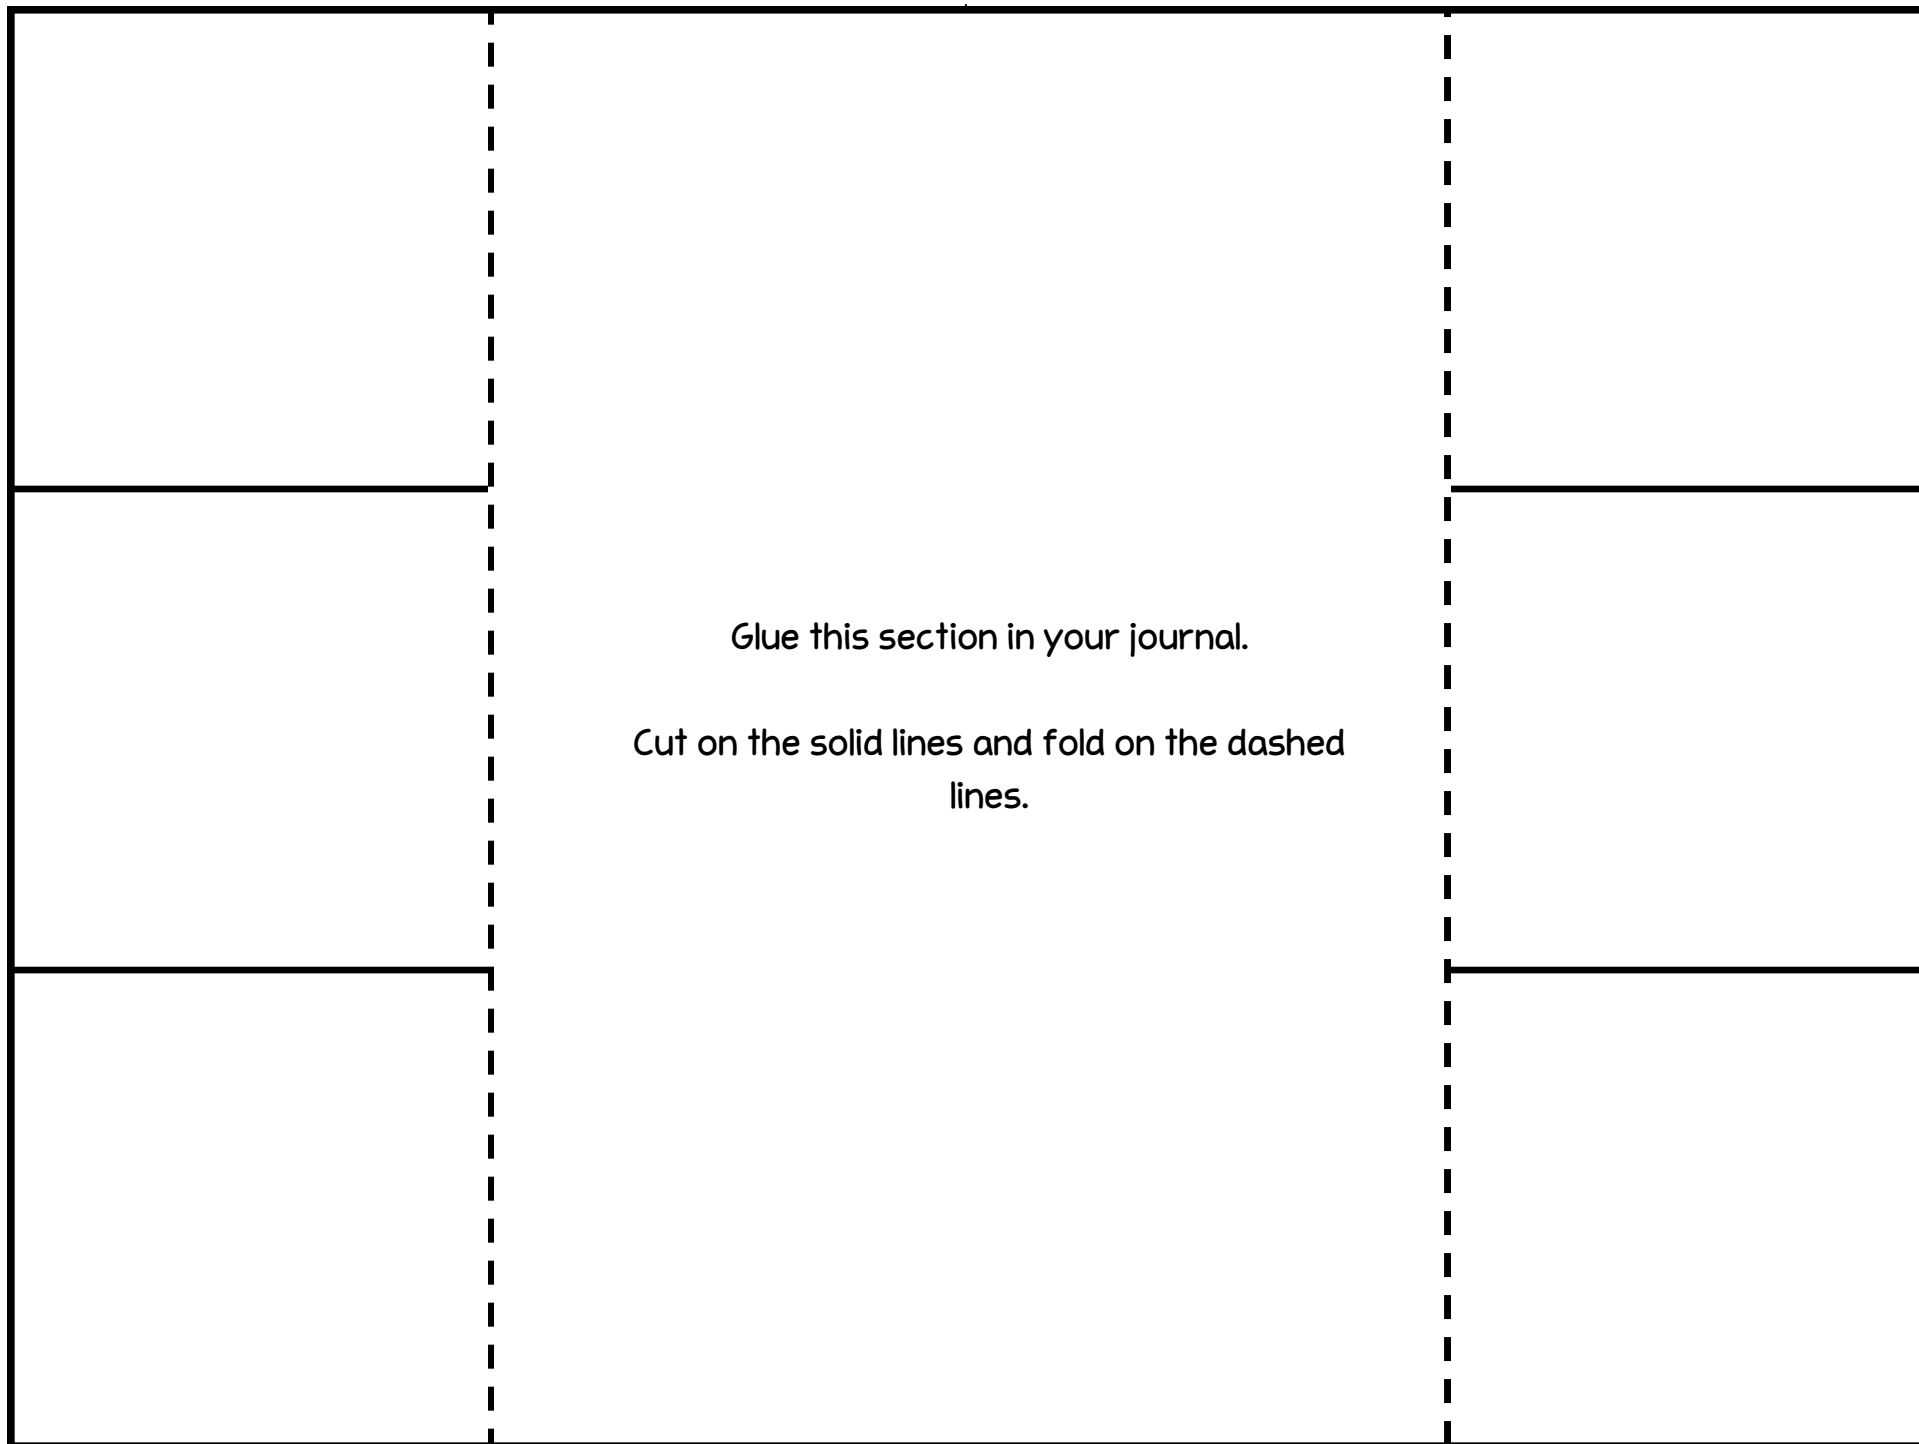 Glue this section in your journal.
Cut on the solid lines and fold on the dashed
lines.